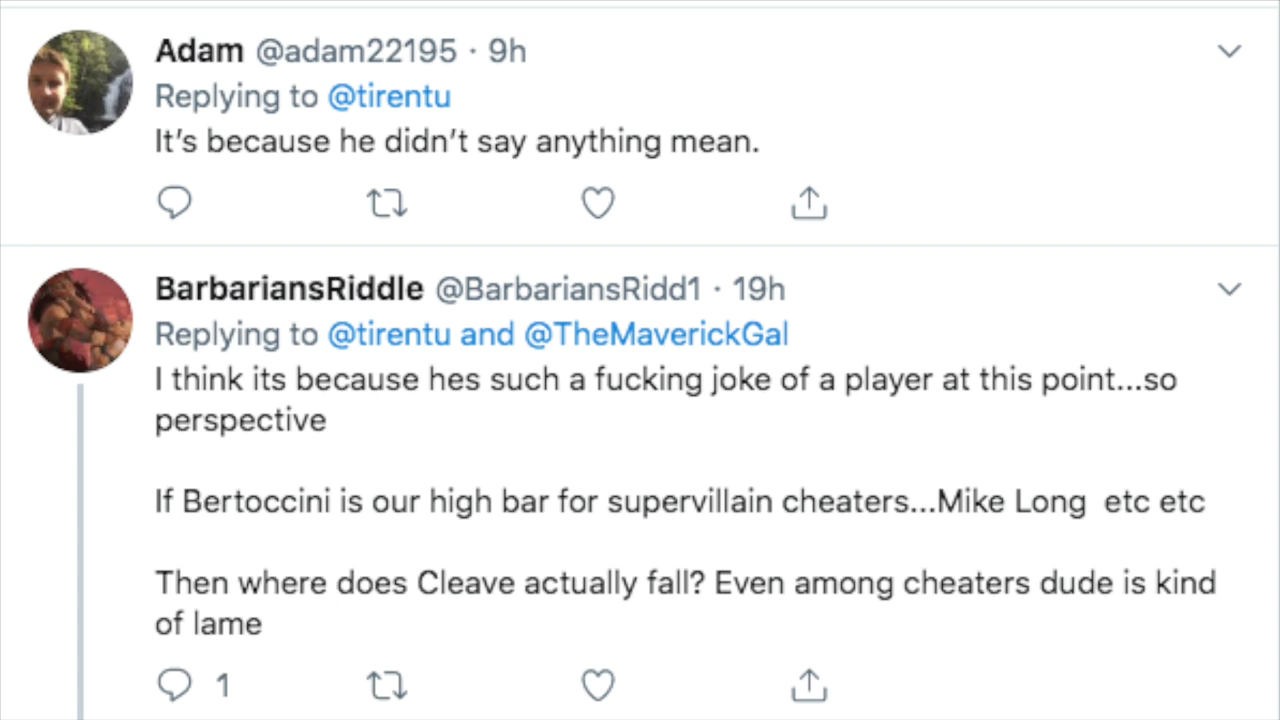 Adam @adam22195 · 9h
Replying to @tirentu
It’s because he didn’t say anything mean.
BarbariansRiddle @BarbariansRidd1 · 19h
Replying to @tirentu and @TheMaverickGal
I think its because hes such a fucking joke of a player at this point...so
perspective
If Bertoccini is our high bar for supervillain cheaters...Mike Long  etc etc
Then where does Cleave actually fall? Even among cheaters dude is kind
of lame
1